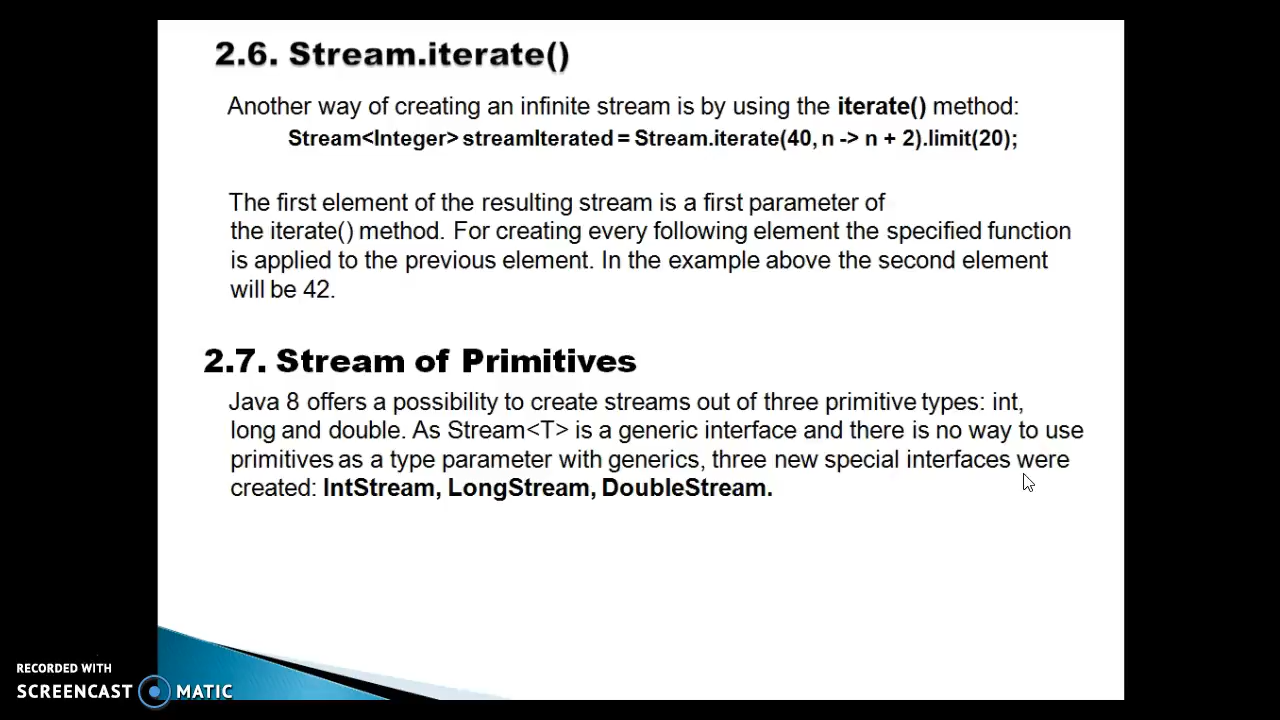 2.6. Stream.iterate()
Another way of creating an infinite stream is by using the iterate() method:
Stream<Integer> streamIterated = Stream.iterate(40, n -> n + 2).limit(20);
The first element of the resulting stream is a first parameter of
the iterate() method. For creating every following element the specified function
is applied to the previous element. In the example above the second element
will be 42.
2.7. Stream of Primitives
Java 8 offers a possibility to create streams out of three primitive types: int,
long and double. As Stream<T> is a generic interface and there is no way to use
primitives as a type parameter with generics, three new special interfaces were
created: IntStream, LongStream, DoubleStream.
RECORDED WITH
SCREENCAST MATIC